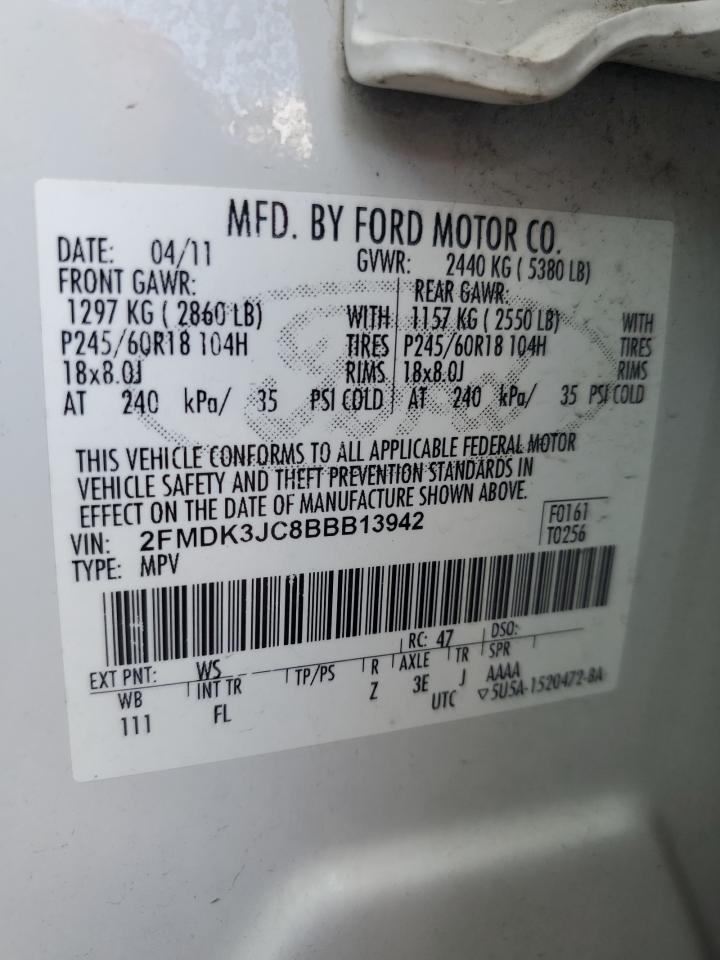 MFD. BY FORD MOTOR CO.
DATE: 04/11 GVWR: 2440 KG ( 5380 LB)
FRONT GAWR: REAR GAWR:
1297 KG ( 2860 LB) WITH 1157 KG ( 2550 LB) WITH
P245/60R18 104H TIRES P245/60R18 104H TIRES
18x8.0J RIMS 18x8.0J RIMS
AT 240 kPa/ 35 PSI COLD AT 240 kPa/ 35 PSI COLD
THIS VEHICLE CONFORMS TO ALL APPLICABLE FEDERAL MOTOR
VEHICLE SAFETY AND THEFT PREVENTION STANDARDS IN
EFFECT ON THE DATE OF MANUFACTURE SHOWN ABOVE.
VIN: 2FMDK3JC8BBB13942 F0161
TYPE: MPV T0256
EXT PNT: WS RC: 47 DSO:
WB INT TR TP/PS R AXLE TR SPR
111 FL Z 3E J AAAA
UTC ▽5U5A-1520472-BA